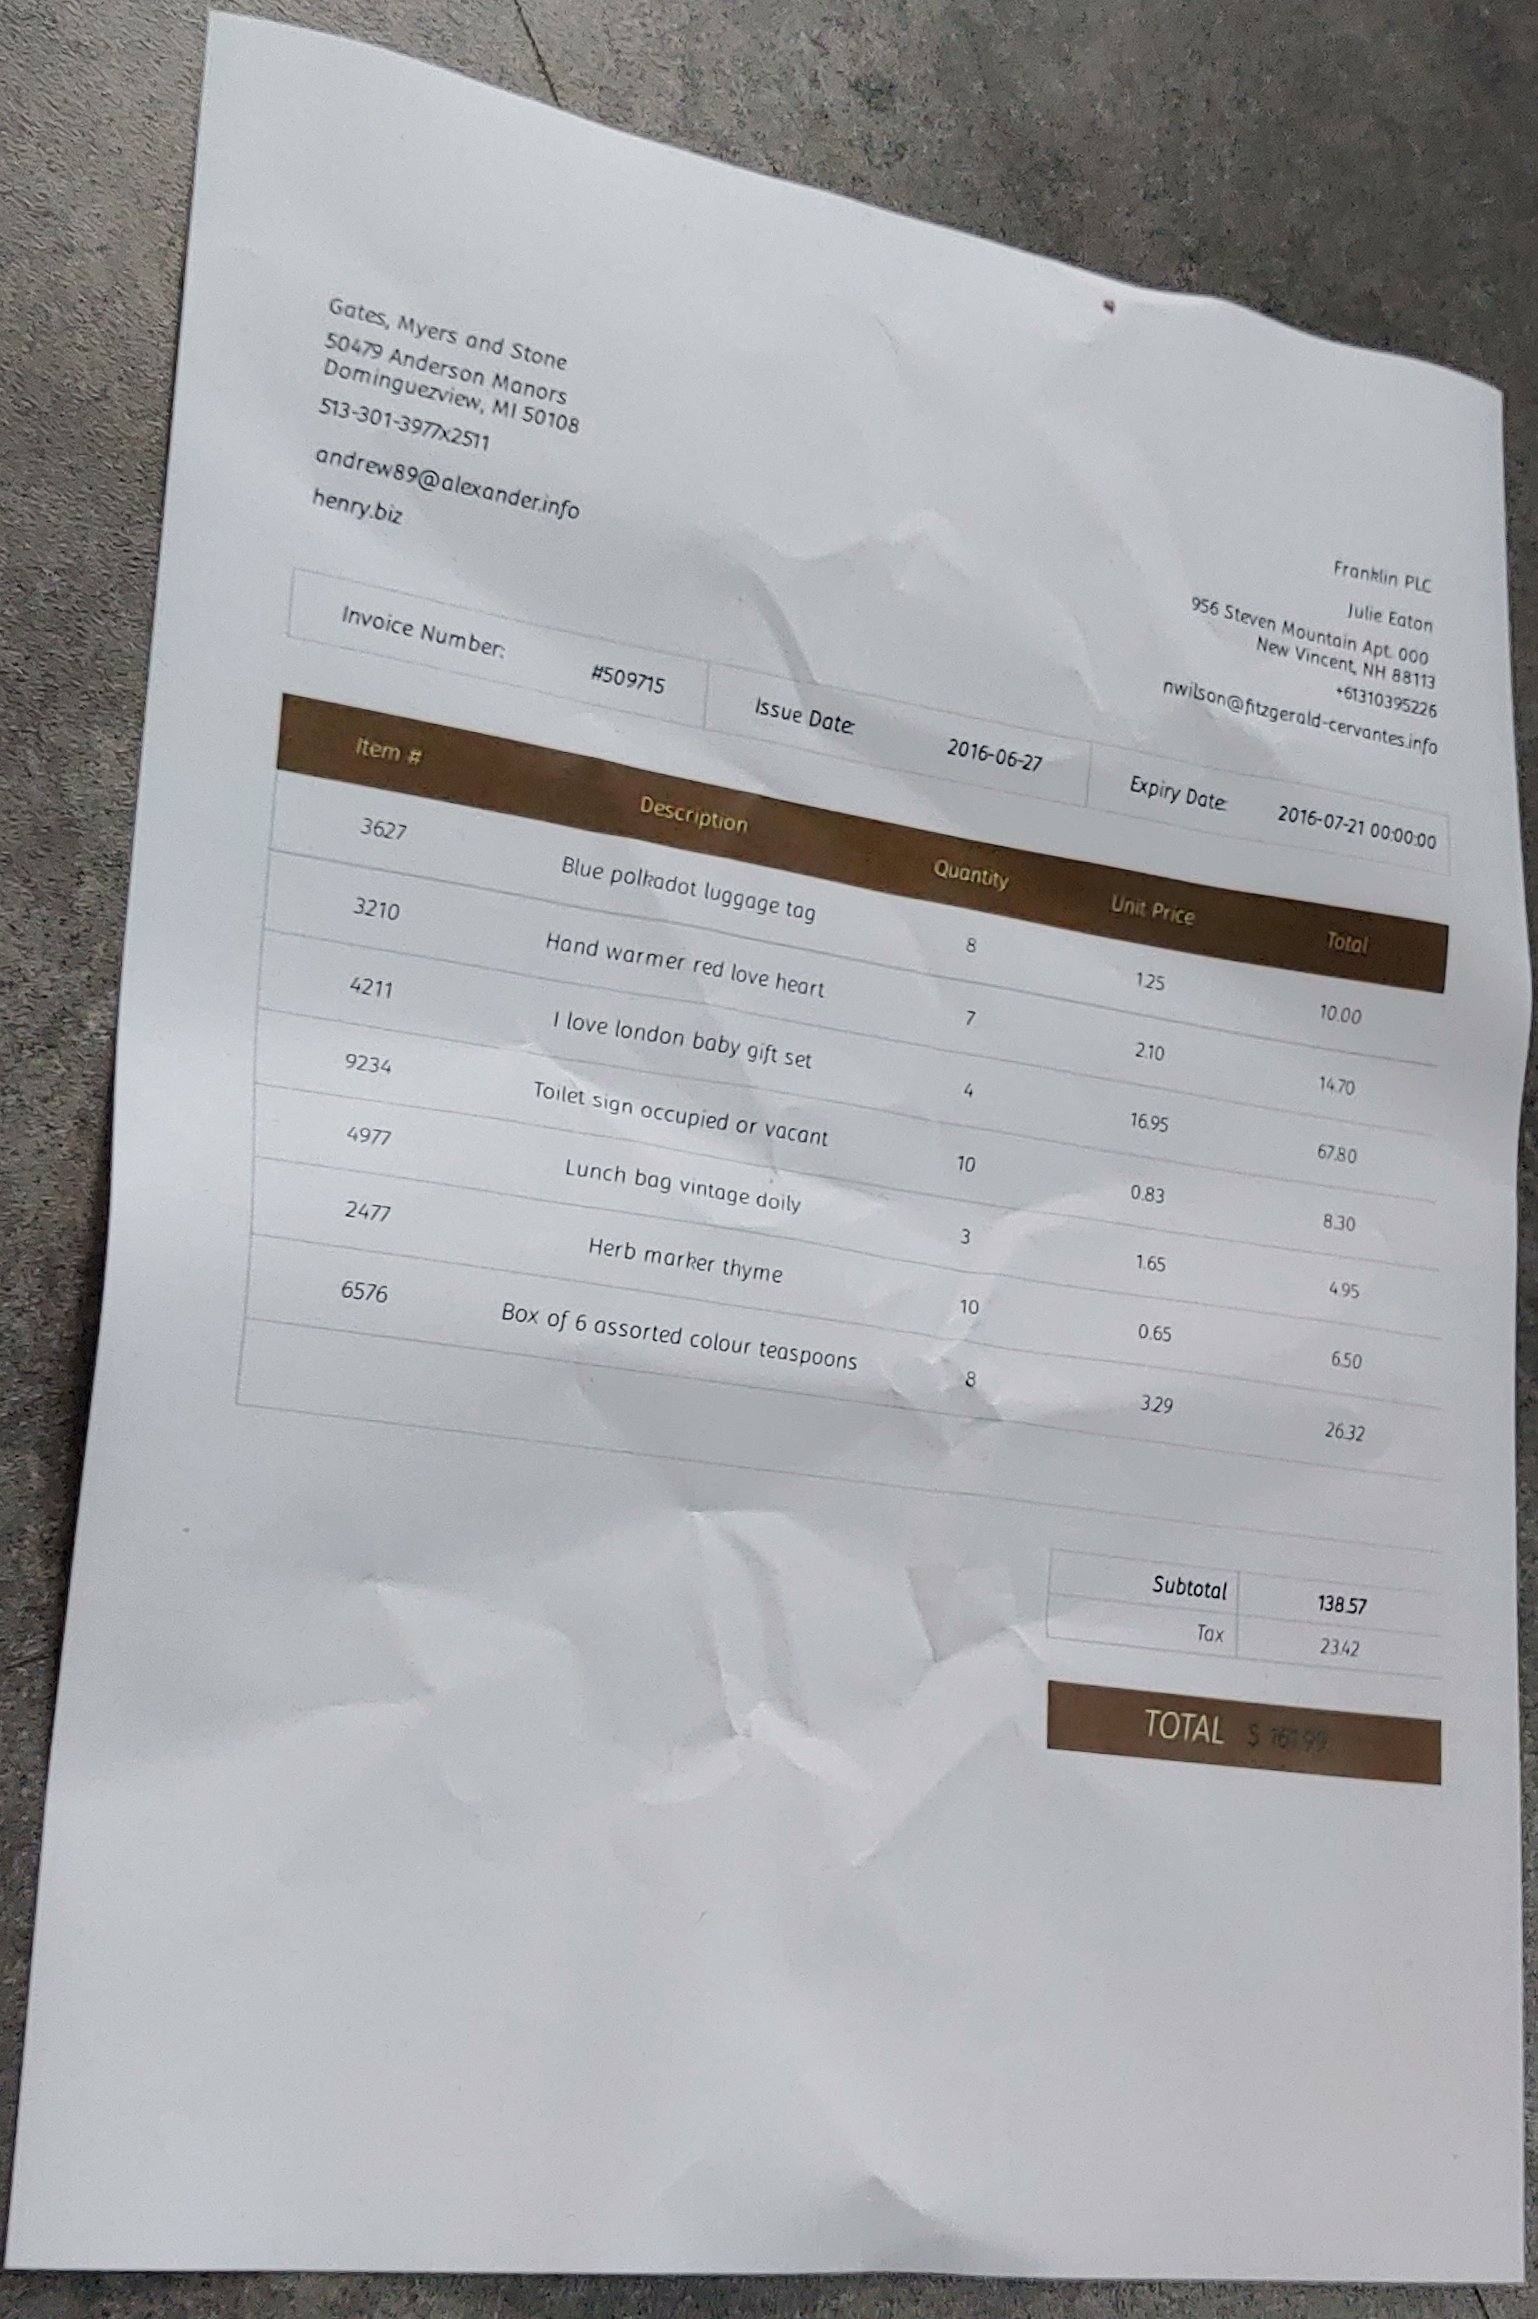 Gates, Myers and Stone
50479 Anderson Manors
Dominguezview, MI 50108
513-301-3977x2511
andrew89@alexander.info
henry.biz
Franklin PLC
Julie Eaton
956 Steven Mountain Apt. 000
New Vincent, NH 88113
+61310395226
nwilson@fitzgerald-cervantes.info
Invoice Number: #509715 Issue Date: 2016-06-27 Expiry Date: 2016-07-21 00:00:00
Item # Description Quantity Unit Price Total
3627 Blue polkadot luggage tag 8 1.25 10.00
3210 Hand warmer red love heart 7 2.10 14.70
4211 I love london baby gift set 4 16.95 67.80
9234 Toilet sign occupied or vacant 10 0.83 8.30
4977 Lunch bag vintage doily 3 1.65 4.95
2477 Herb marker thyme 10 0.65 6.50
6576 Box of 6 assorted colour teaspoons 8 3.29 26.32
Subtotal 138.57
Tax 23.42
TOTAL $ 161.99